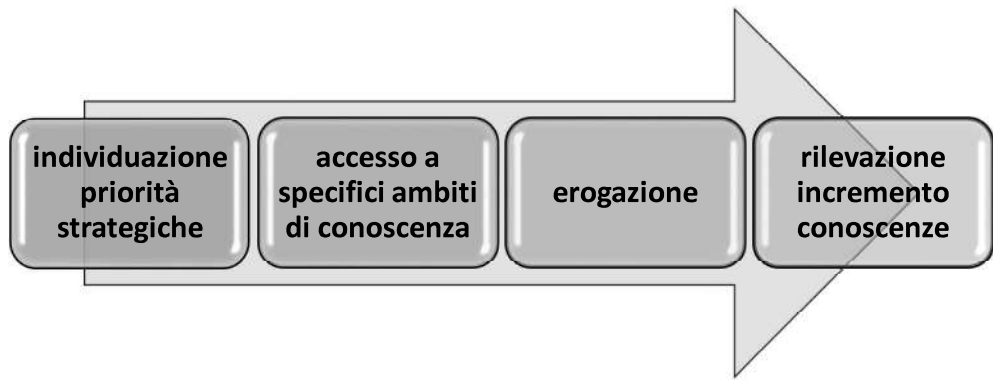 individuazione
priorità
strategiche
accesso a
specifici ambiti
di conoscenza
erogazione
rilevazione
incremento
conoscenze